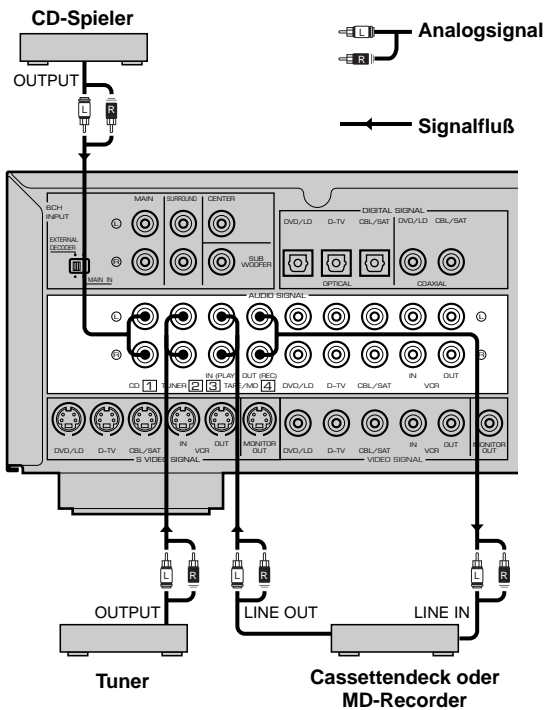 CD-Spieler
OUTPUT
L R
L
R
Analogsignal
Signalfluß
6CH INPUT
MAIN SURROUND CENTER
L
R
EXTERNAL DECODER
MAIN IN
SUB WOOFER
DIGITAL SIGNAL
DVD/LD D-TV CBL/SAT DVD/LD CBL/SAT
OPTICAL COAXIAL
AUDIO SIGNAL
L L
R R
IN (PLAY) OUT (REC) IN OUT
CD 1 TUNER 2 3 TAPE/MD 4 DVD/LD D-TV CBL/SAT VCR
DVD/LD D-TV CBL/SAT IN OUT MONITOR OUT DVD/LD D-TV CBL/SAT IN OUT MONITOR OUT
VCR VCR
S VIDEO SIGNAL VIDEO SIGNAL
L R L R L R
OUTPUT LINE OUT LINE IN
Tuner
Cassettendeck oder
MD-Recorder